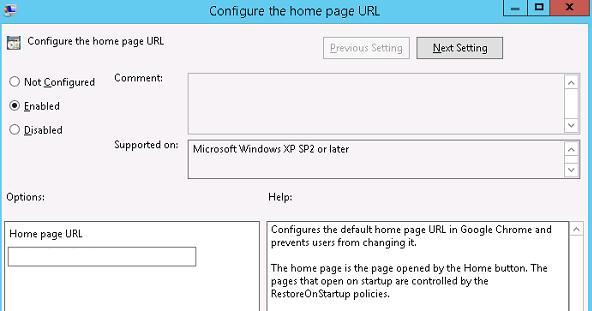 Configure the home page URL
Configure the home page URL
Previous Setting
Next Setting
Not Configured
Comment:
Enabled
Disabled
Supported on:
Microsoft Windows XP SP2 or later
Options:
Help:
Home page URL
Configures the default home page URL in Google Chrome and
prevents users from changing it.
The home page is the page opened by the Home button. The
pages that open on startup are controlled by the
RestoreOnStartup policies.